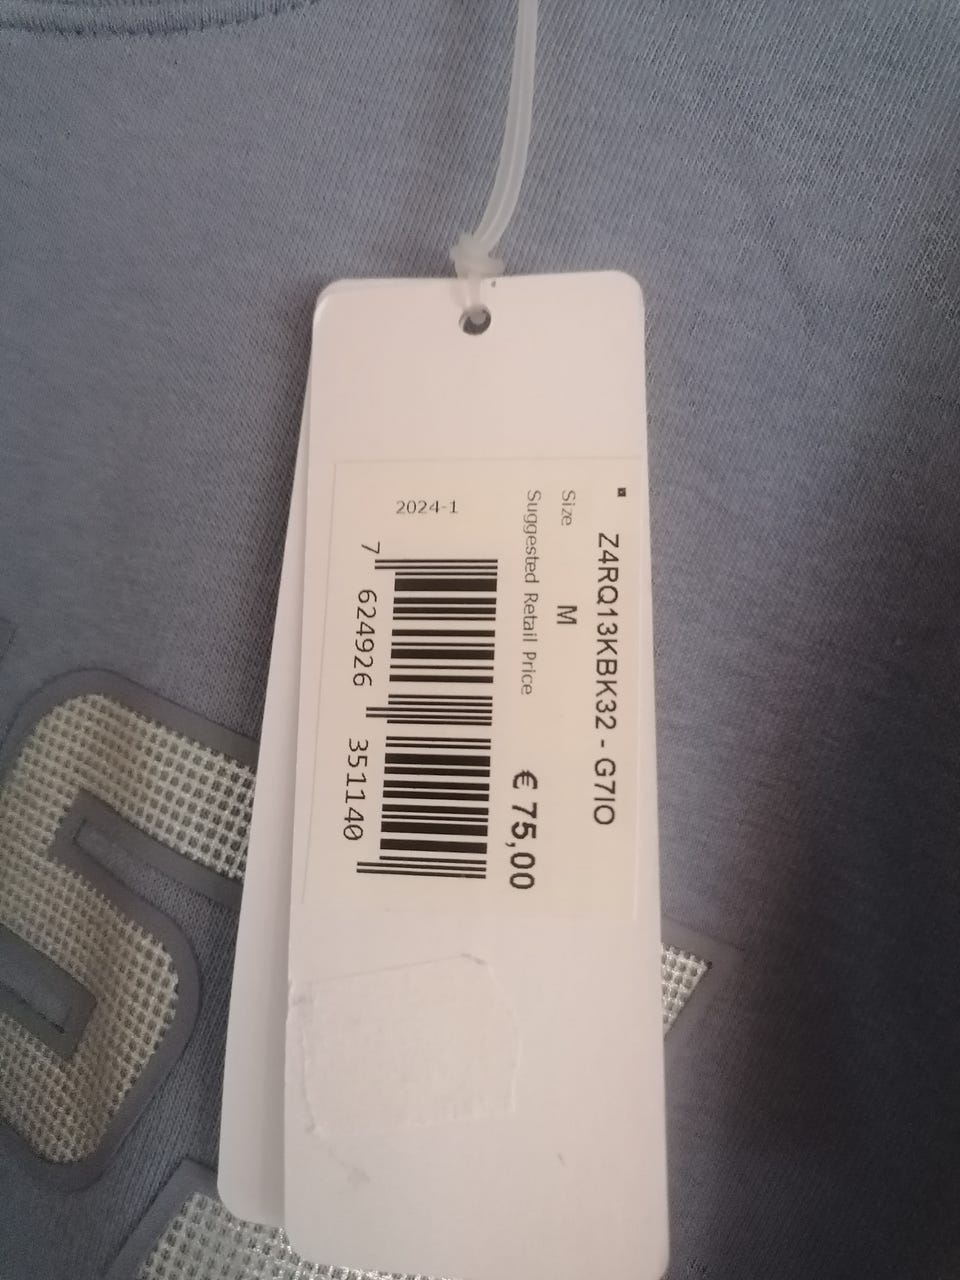 Z4RQ13KBK32 - G7IO
Size M
Suggested Retail Price
€ 75,00
2024-1
7 624926 351140